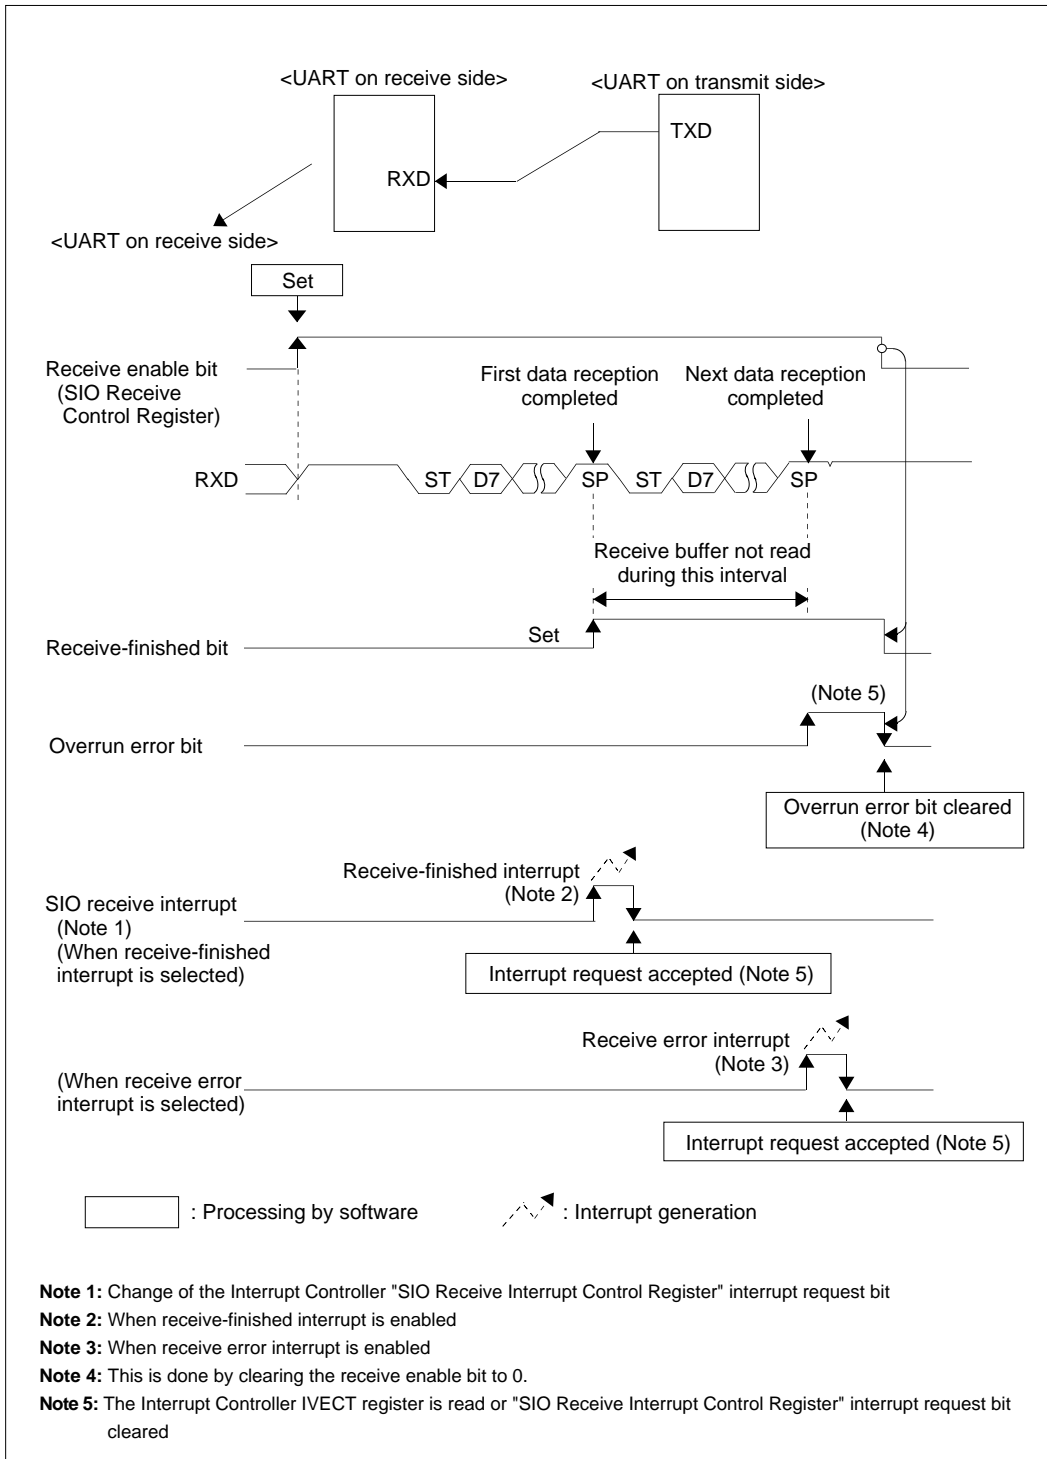 <UART on receive side>
<UART on transmit side>
TXD
RXD
<UART on receive side>
Set
Receive enable bit
(SIO Receive
Control Register)
First data reception
completed
Next data reception
completed
RXD
ST
D7
SP
ST
D7
SP
Receive buffer not read
during this interval
Set
Receive-finished bit
(Note 5)
Overrun error bit
Overrun error bit cleared
(Note 4)
Receive-finished interrupt
(Note 2)
SIO receive interrupt
(Note 1)
(When receive-finished
interrupt is selected)
Interrupt request accepted (Note 5)
Receive error interrupt
(Note 3)
(When receive error
interrupt is selected)
Interrupt request accepted (Note 5)
: Processing by software
: Interrupt generation
Note 1: Change of the Interrupt Controller "SIO Receive Interrupt Control Register" interrupt request bit
Note 2: When receive-finished interrupt is enabled
Note 3: When receive error interrupt is enabled
Note 4: This is done by clearing the receive enable bit to 0.
Note 5: The Interrupt Controller IVECT register is read or "SIO Receive Interrupt Control Register" interrupt request bit
cleared